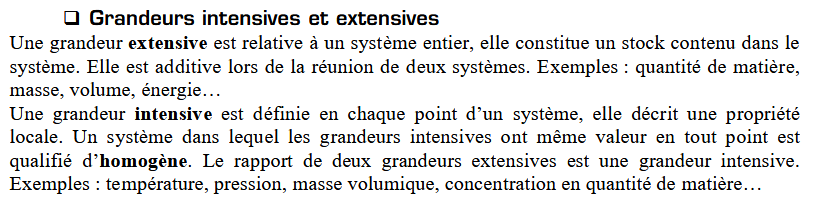 ❑ Grandeurs intensives et extensives
Une grandeur extensive est relative à un système entier, elle constitue un stock contenu dans le
système. Elle est additive lors de la réunion de deux systèmes. Exemples : quantité de matière,
masse, volume, énergie…
Une grandeur intensive est définie en chaque point d’un système, elle décrit une propriété
locale. Un système dans lequel les grandeurs intensives ont même valeur en tout point est
qualifié d’homogène. Le rapport de deux grandeurs extensives est une grandeur intensive.
Exemples : température, pression, masse volumique, concentration en quantité de matière…